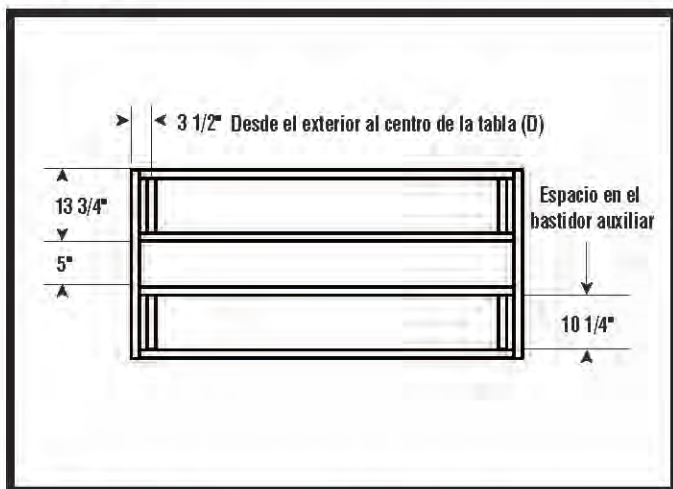 3 1/2" Desde el exterior al centro de la tabla (D)
13 3/4"
Espacio en el
bastidor auxiliar
5"
10 1/4"